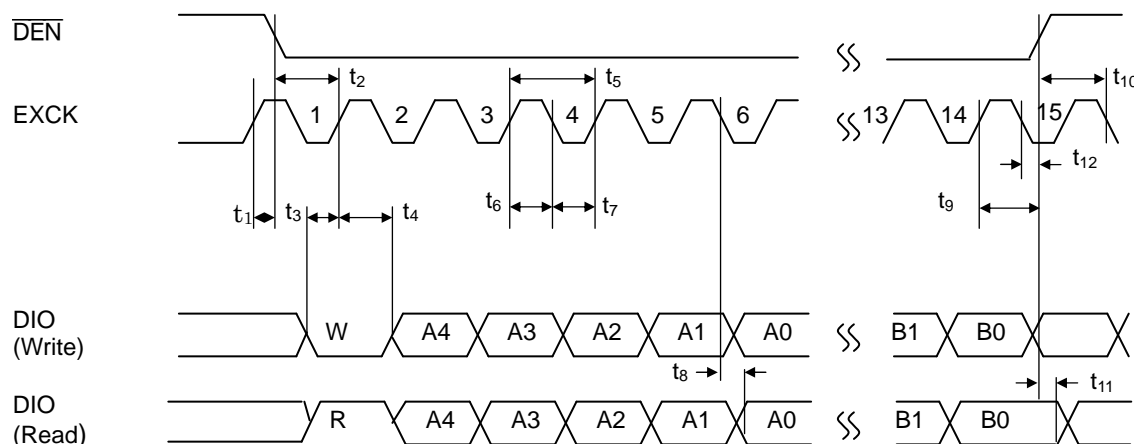 DEN
t2 t5 t10
EXCK 1 2 3 4 5 6 13 14 15
t12
t1 t3 t4 t6 t7 t9
DIO
(Write) W A4 A3 A2 A1 A0 B1 B0
t8 t11
DIO
(Read) R A4 A3 A2 A1 A0 B1 B0